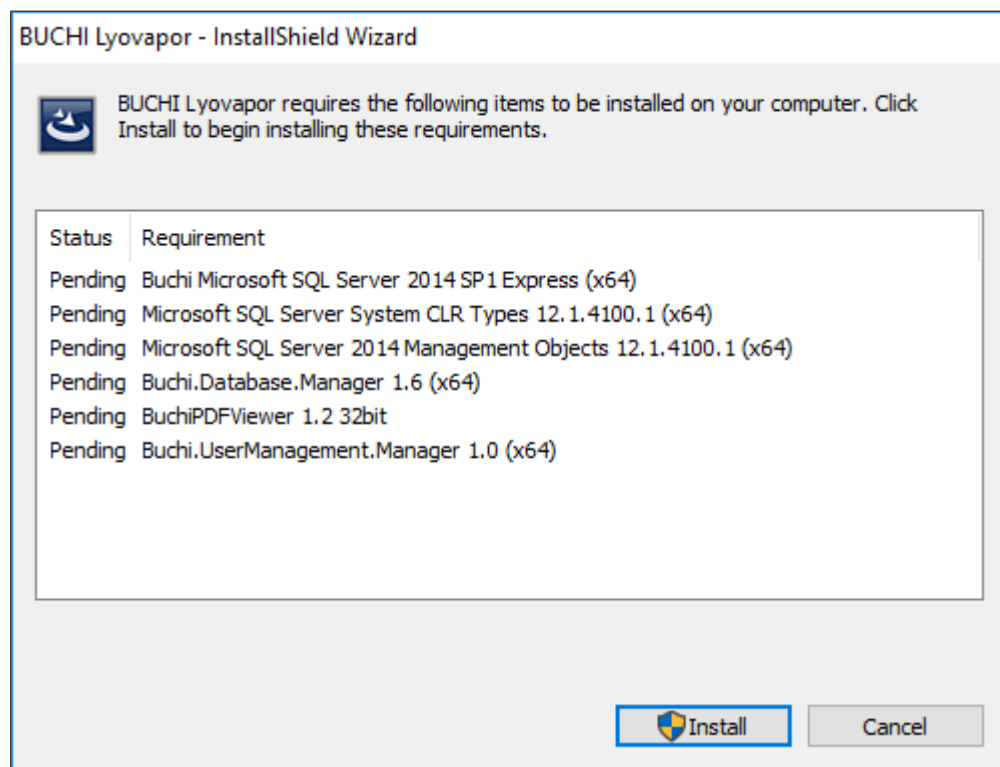 BUCHI Lyovapor - InstallShield Wizard
BUCHI Lyovapor requires the following items to be installed on your computer. Click
Install to begin installing these requirements.
Status Requirement
Pending Buchi Microsoft SQL Server 2014 SP1 Express (x64)
Pending Microsoft SQL Server System CLR Types 12.1.4100.1 (x64)
Pending Microsoft SQL Server 2014 Management Objects 12.1.4100.1 (x64)
Pending Buchi.Database.Manager 1.6 (x64)
Pending BuchiPDFViewer 1.2 32bit
Pending Buchi.UserManagement.Manager 1.0 (x64)
Install Cancel